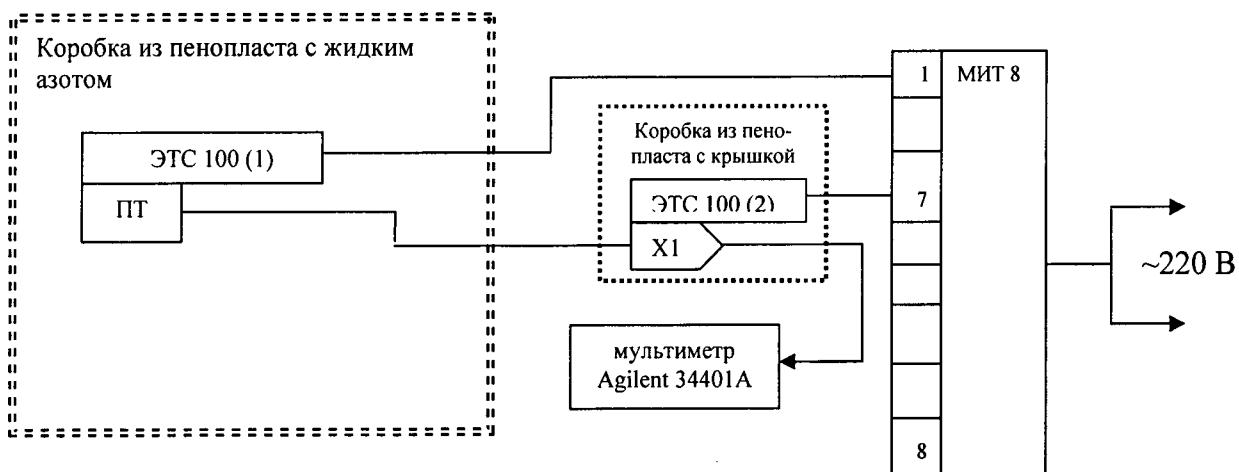 Коробка из пенопласта с жидким
азотом
ЭТС 100 (1)
ПТ
Коробка из пено-
пласта с крышкой
ЭТС 100 (2)
X1
мультиметр
Agilent 34401A
1
МИТ 8
7
8
~220 В